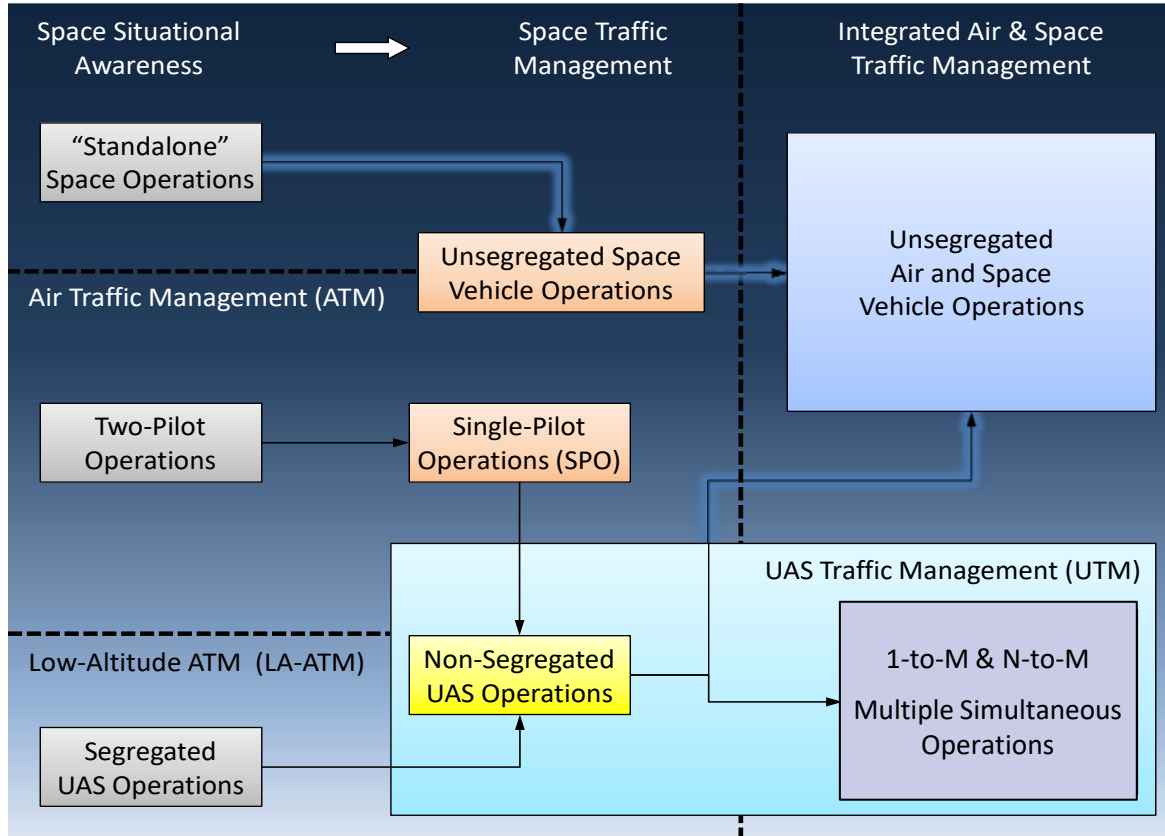 Space Situational
Awareness
Space Traffic
Management
Integrated Air & Space
Traffic Management
“Standalone”
Space Operations
Unsegregated Space
Vehicle Operations
Unsegregated
Air and Space
Vehicle Operations
Air Traffic Management (ATM)
Two-Pilot
Operations
Single-Pilot
Operations (SPO)
UAS Traffic Management (UTM)
Low-Altitude ATM  (LA-ATM)
Non-Segregated
UAS Operations
1-to-M & N-to-M
Multiple Simultaneous
Operations
Segregated
UAS Operations